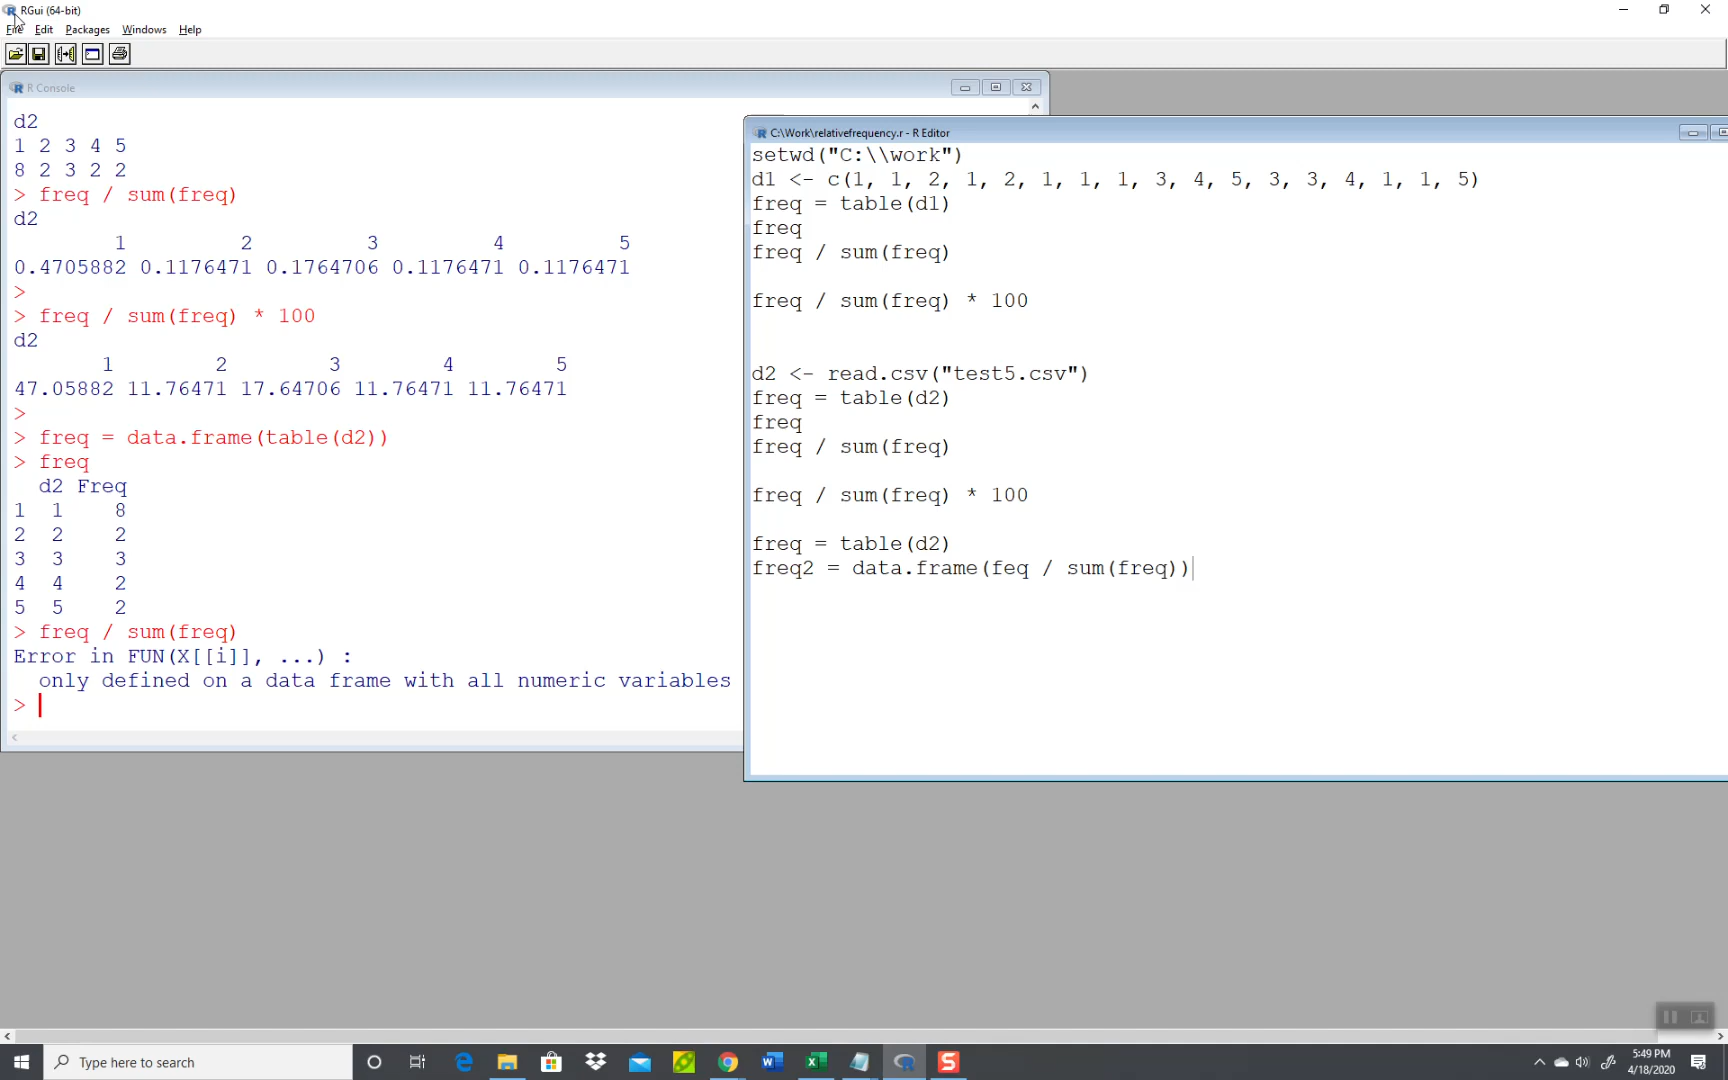 RGui (64-bit)
File Edit Packages Windows Help
R Console
d2
1 2 3 4 5
8 2 3 2 2
> freq / sum(freq)
d2
1 2 3 4 5
0.4705882 0.1176471 0.1764706 0.1176471 0.1176471
>
> freq / sum(freq) * 100
d2
1 2 3 4 5
47.05882 11.76471 17.64706 11.76471 11.76471
>
> freq = data.frame(table(d2))
> freq
d2 Freq
1 1 8
2 2 2
3 3 3
4 4 2
5 5 2
> freq / sum(freq)
Error in FUN(X[[i]], ...) :
only defined on a data frame with all numeric variables
>
C:\Work\relativefrequency.r - R Editor
setwd("C:\\work")
d1 <- c(1, 1, 2, 1, 2, 1, 1, 1, 3, 4, 5, 3, 3, 4, 1, 1, 5)
freq = table(d1)
freq
freq / sum(freq)
freq / sum(freq) * 100
d2 <- read.csv("test5.csv")
freq = table(d2)
freq
freq / sum(freq)
freq / sum(freq) * 100
freq = table(d2)
freq2 = data.frame(feq / sum(freq))
Type here to search
5:49 PM
4/18/2020